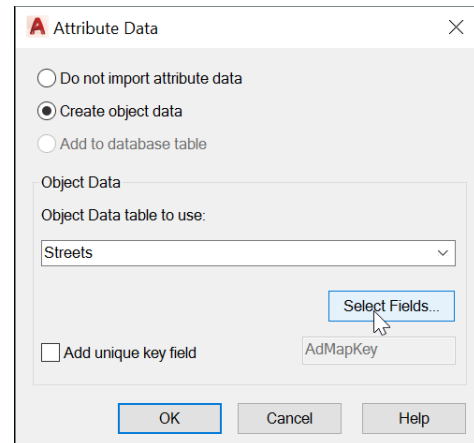 Attribute Data
Do not import attribute data
Create object data
Add to database table
Object Data
Object Data table to use:
Streets
Select Fields...
Add unique key field AdMapKey
OK Cancel Help